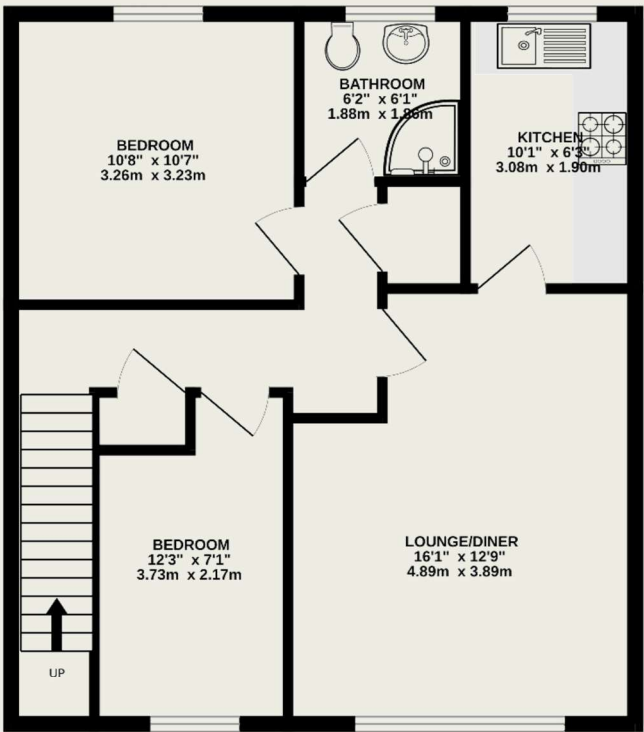 BATHROOM
6'2" x 6'1"
1.88m x 1.86m
KITCHEN
10'1" x 6'3"
3.08m x 1.90m
BEDROOM
10'8" x 10'7"
3.26m x 3.23m
BEDROOM
12'3" x 7'1"
3.73m x 2.17m
LOUNGE/DINER
16'1" x 12'9"
4.89m x 3.89m
UP